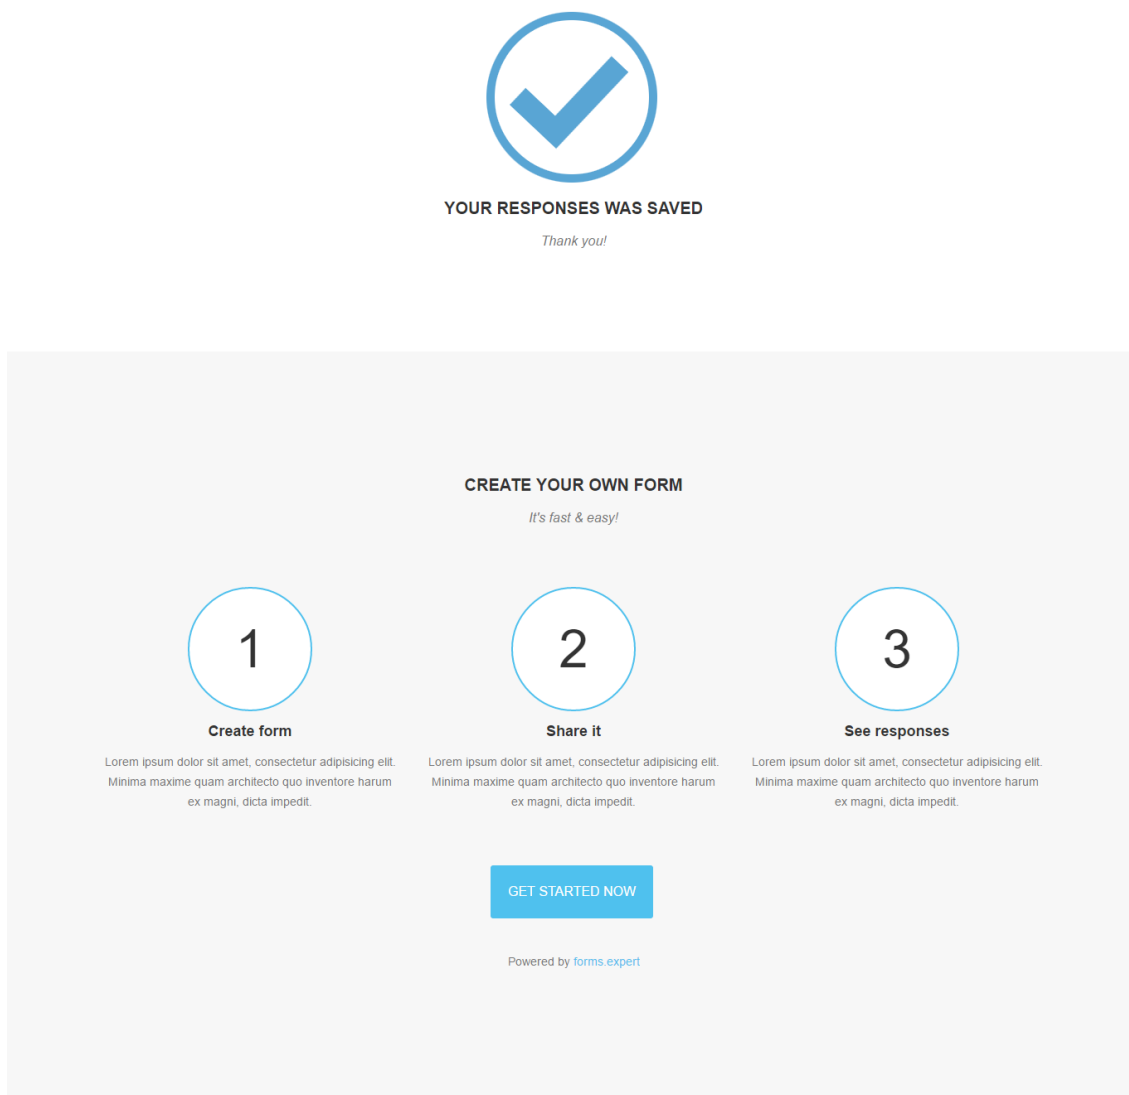 YOUR RESPONSES WAS SAVED
Thank you!
CREATE YOUR OWN FORM
It's fast & easy!
1
Create form
Lorem ipsum dolor sit amet, consectetur adipisicing elit.
Minima maxime quam architecto quo inventore harum
ex magni, dicta impedit.
2
Share it
Lorem ipsum dolor sit amet, consectetur adipisicing elit.
Minima maxime quam architecto quo inventore harum
ex magni, dicta impedit.
3
See responses
Lorem ipsum dolor sit amet, consectetur adipisicing elit.
Minima maxime quam architecto quo inventore harum
ex magni, dicta impedit.
GET STARTED NOW
Powered by forms.expert